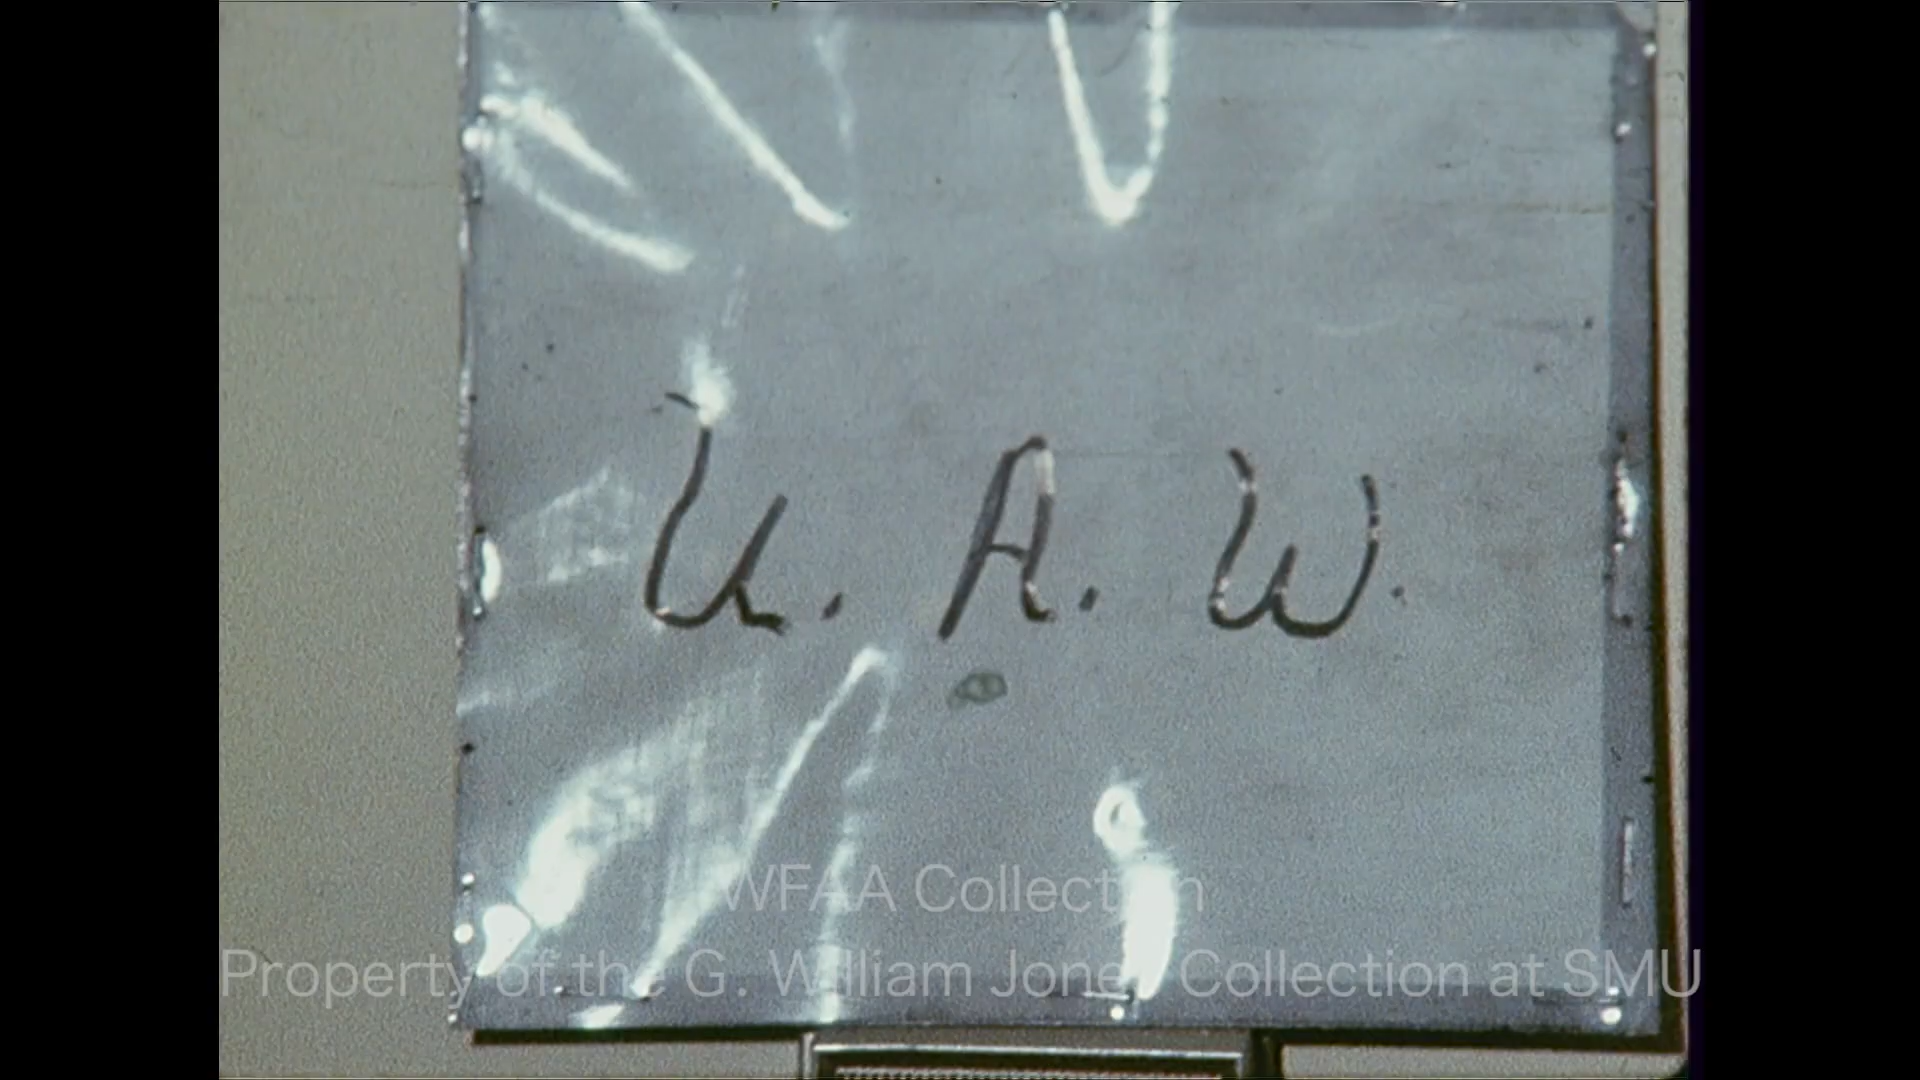 U. A. W.
WFAA Collection
Property of the G. William Jones Collection at SMU